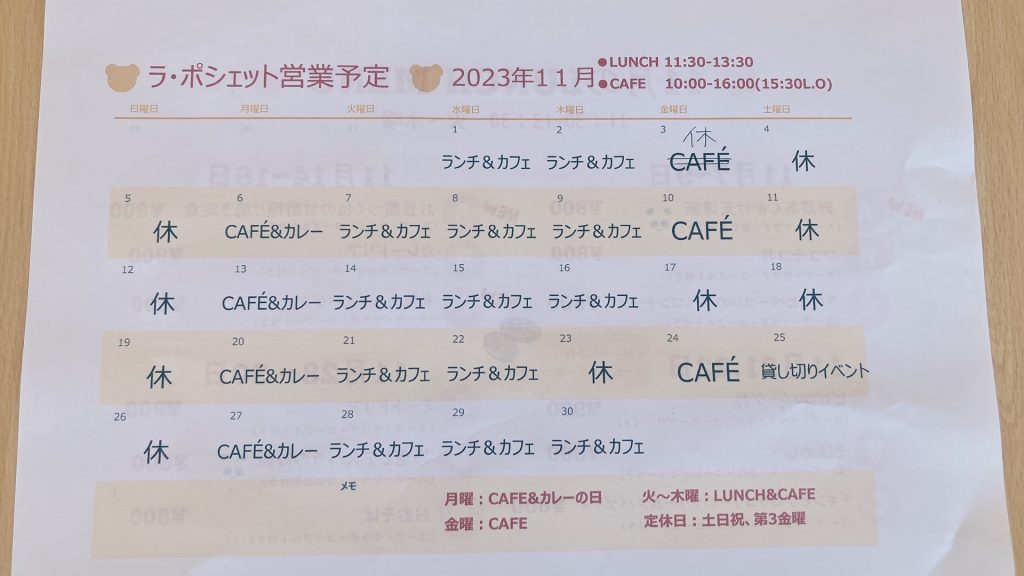 ラ・ポシェット営業予定 2023年11月 ●LUNCH 11:30-13:30
●CAFE 10:00-16:00(15:30L.O)
日曜日 月曜日 火曜日 水曜日 木曜日 金曜日 土曜日
29 30 31 1 2 3 4
休
ランチ&カフェ ランチ&カフェ CAFÉ 休
5 6 7 8 9 10 11
休 CAFÉ&カレー ランチ&カフェ ランチ&カフェ ランチ&カフェ CAFÉ 休
12 13 14 15 16 17 18
休 CAFÉ&カレー ランチ&カフェ ランチ&カフェ ランチ&カフェ 休 休
19 20 21 22 23 24 25
休 CAFÉ&カレー ランチ&カフェ ランチ&カフェ 休 CAFÉ 貸し切りイベント
26 27 28 29 30 1 2
休 CAFÉ&カレー ランチ&カフェ ランチ&カフェ ランチ&カフェ
3 メモ
月曜:CAFE&カレーの日 火~木曜:LUNCH&CAFE
金曜:CAFE 定休日:土日祝、第3金曜